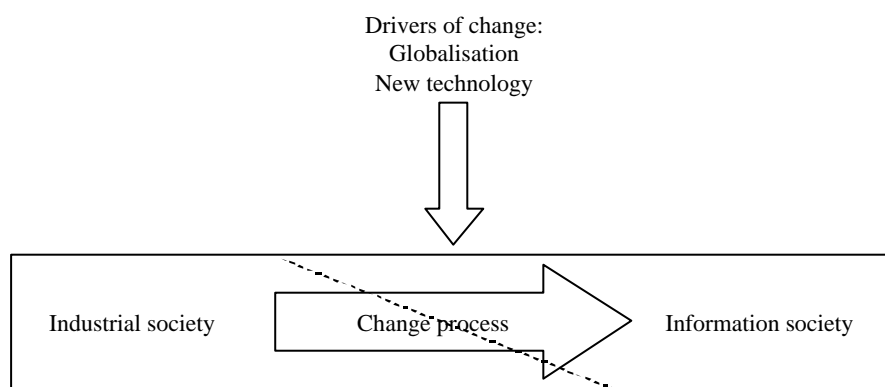 Drivers of change:
Globalisation
New technology
Industrial society
Change process
Information society